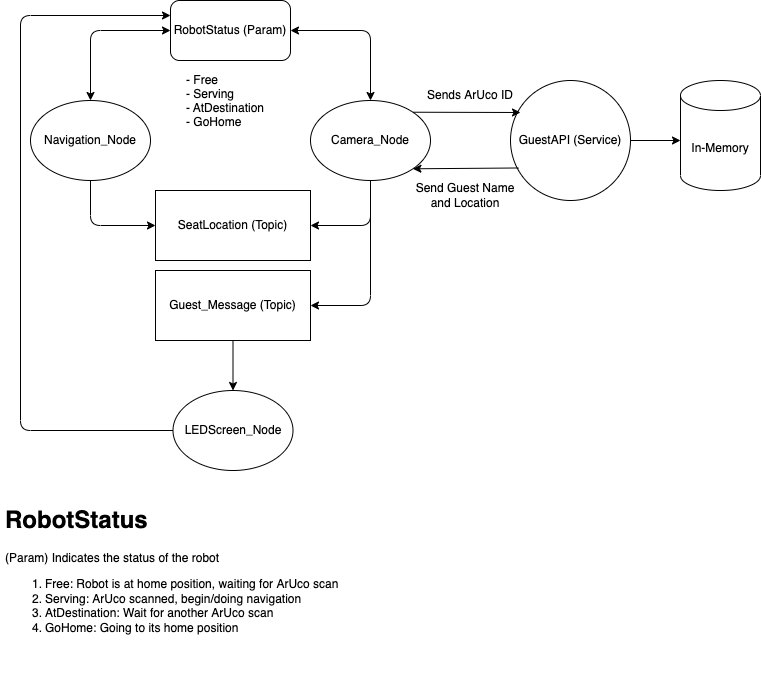 RobotStatus (Param)
- Free
- Serving
- AtDestination
- GoHome
Navigation_Node
Camera_Node
Sends ArUco ID
GuestAPI (Service)
In-Memory
Send Guest Name
and Location
SeatLocation (Topic)
Guest_Message (Topic)
LEDScreen_Node
RobotStatus
(Param) Indicates the status of the robot
1. Free: Robot is at home position, waiting for ArUco scan
2. Serving: ArUco scanned, begin/doing navigation
3. AtDestination: Wait for another ArUco scan
4. GoHome: Going to its home position